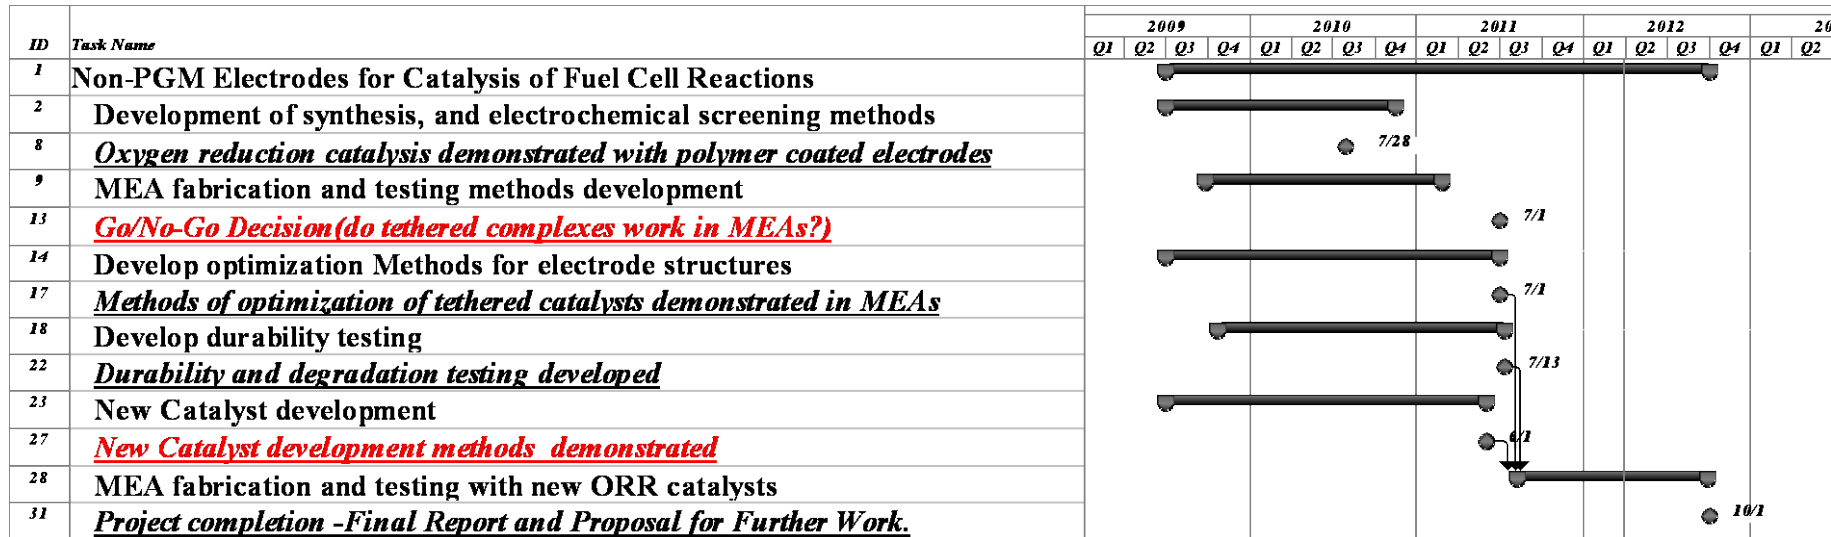 2009 2010 2011 2012 20
ID Task Name Q1 Q2 Q3 Q4 Q1 Q2 Q3 Q4 Q1 Q2 Q3 Q4 Q1 Q2 Q3 Q4 Q1 Q2
1 Non-PGM Electrodes for Catalysis of Fuel Cell Reactions
2 Development of synthesis, and electrochemical screening methods
8 Oxygen reduction catalysis demonstrated with polymer coated electrodes 7/28
9 MEA fabrication and testing methods development
13 Go/No-Go Decision(do tethered complexes work in MEAs?) 7/1
14 Develop optimization Methods for electrode structures
17 Methods of optimization of tethered catalysts demonstrated in MEAs 7/1
18 Develop durability testing
22 Durability and degradation testing developed 7/13
23 New Catalyst development
27 New Catalyst development methods demonstrated 6/1
28 MEA fabrication and testing with new ORR catalysts
31 Project completion -Final Report and Proposal for Further Work. 10/1